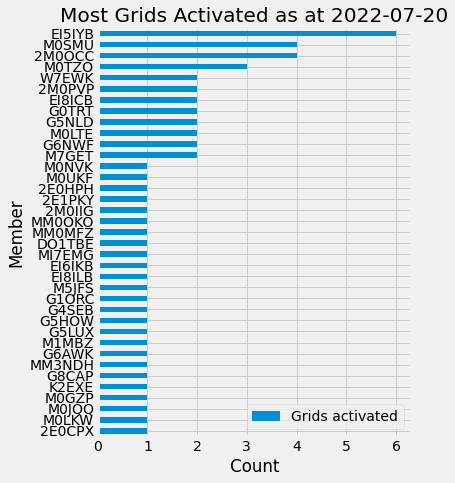 Most Grids Activated as at 2022-07-20
EI5IYB
M0SMU
2M0OCC
M0TZO
W7EWK
2M0PVP
EI8ICB
G0TRT
G5NLD
M0LTE
G6NWF
M7GET
M0NVK
M0UKF
2E0HPH
2E1PKY
2M0IIG
MM0OKO
MM0MFZ
DO1TBE
MI7EMG
EI6IKB
EI8ILB
M5JFS
G1ORC
G4SEB
G5HOW
G5LUX
M1MBZ
G6AWK
MM3NDH
G8CAP
K2EXE
M0GZP
M0JQQ
M0LKW
2E0CPX
Member
Grids activated
0 1 2 3 4 5 6
Count